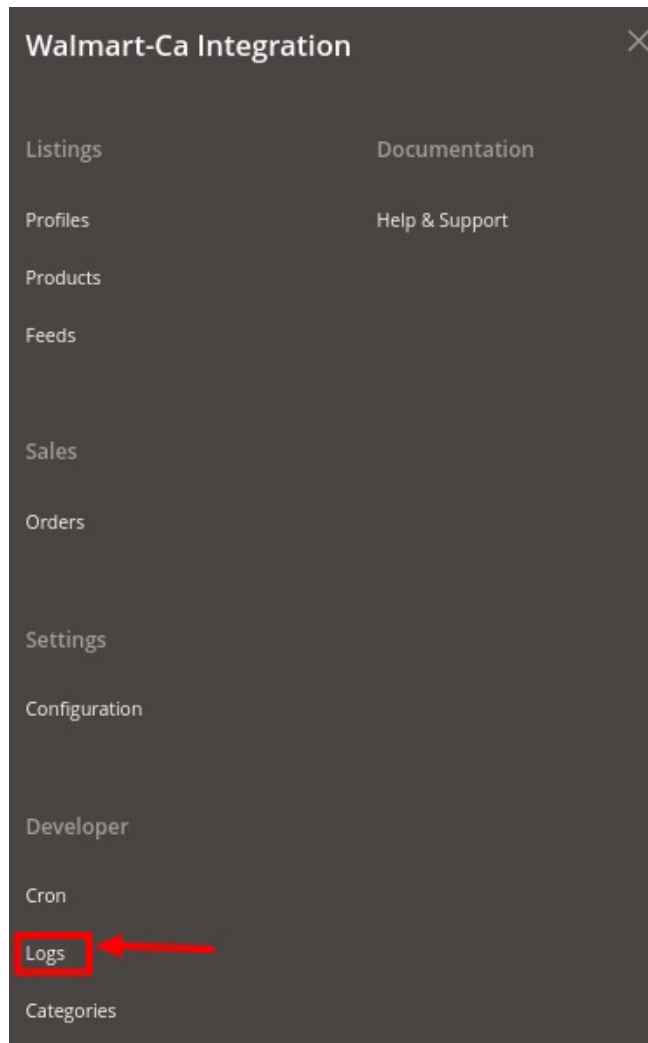 Walmart-Ca Integration
Listings
Profiles
Products
Feeds
Sales
Orders
Settings
Configuration
Developer
Cron
Logs
Categories
Documentation
Help & Support